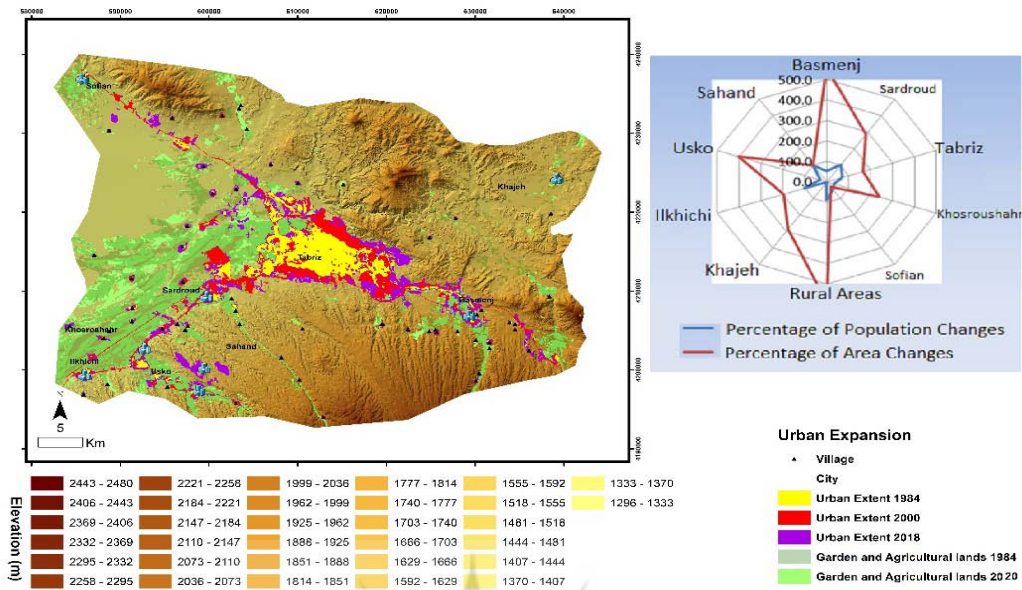 590000 600000 610000 620000 630000 640000
4240000
4230000
4220000
4210000
4200000
4190000
Sofian
Khajeh
Tabriz
Sardroud
Basmenj
Khosroshahr
Sahand
Ilkhichi
Usko
5
Km
Basmenj
500.0
400.0
300.0
200.0
100.0
0.0
Sahand
Sardroud
Usko
Tabriz
Ilkhichi
Khosroushahr
Khajeh
Sofian
Rural Areas
Percentage of Population Changes
Percentage of Area Changes
Urban Expansion
Village
City
Urban Extent 1984
Urban Extent 2000
Urban Extent 2018
Garden and Agricultural lands 1984
Garden and Agricultural lands 2020
Elevation (m)
2443 - 2480 2221 - 2258 1999 - 2036 1777 - 1814 1555 - 1592 1333 - 1370
2406 - 2443 2184 - 2221 1962 - 1999 1740 - 1777 1518 - 1555 1296 - 1333
2369 - 2406 2147 - 2184 1925 - 1962 1703 - 1740 1481 - 1518
2332 - 2369 2110 - 2147 1888 - 1925 1666 - 1703 1444 - 1481
2295 - 2332 2073 - 2110 1851 - 1888 1629 - 1666 1407 - 1444
2258 - 2295 2036 - 2073 1814 - 1851 1592 - 1629 1370 - 1407